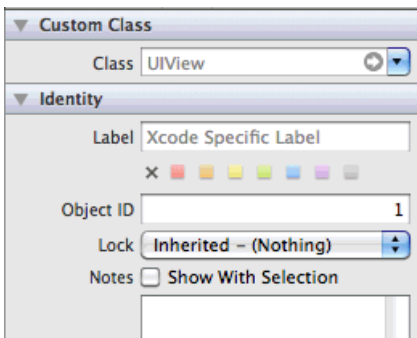 Custom Class
Class UIView
Identity
Label Xcode Specific Label
Object ID 1
Lock Inherited - (Nothing)
Notes Show With Selection